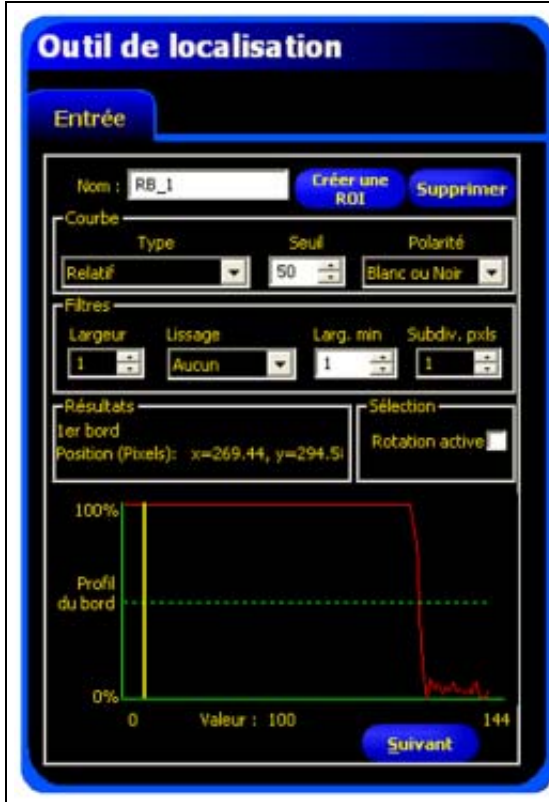 Outil de localisation
Entrée
Nom : RB_1
Créer une ROI
Supprimer
Courbe
Type Seuil Polarité
Relatif 50 Blanc ou Noir
Filtres
Largeur Lissage Larg. min Subdiv. pxls
1 Aucun 1 1
Résultats
1er bord
Position (Pixels): x=269.44, y=294.5
Sélection
Rotation active
100%
Profil du bord
0%
0 Valeur : 100 144
Suivant